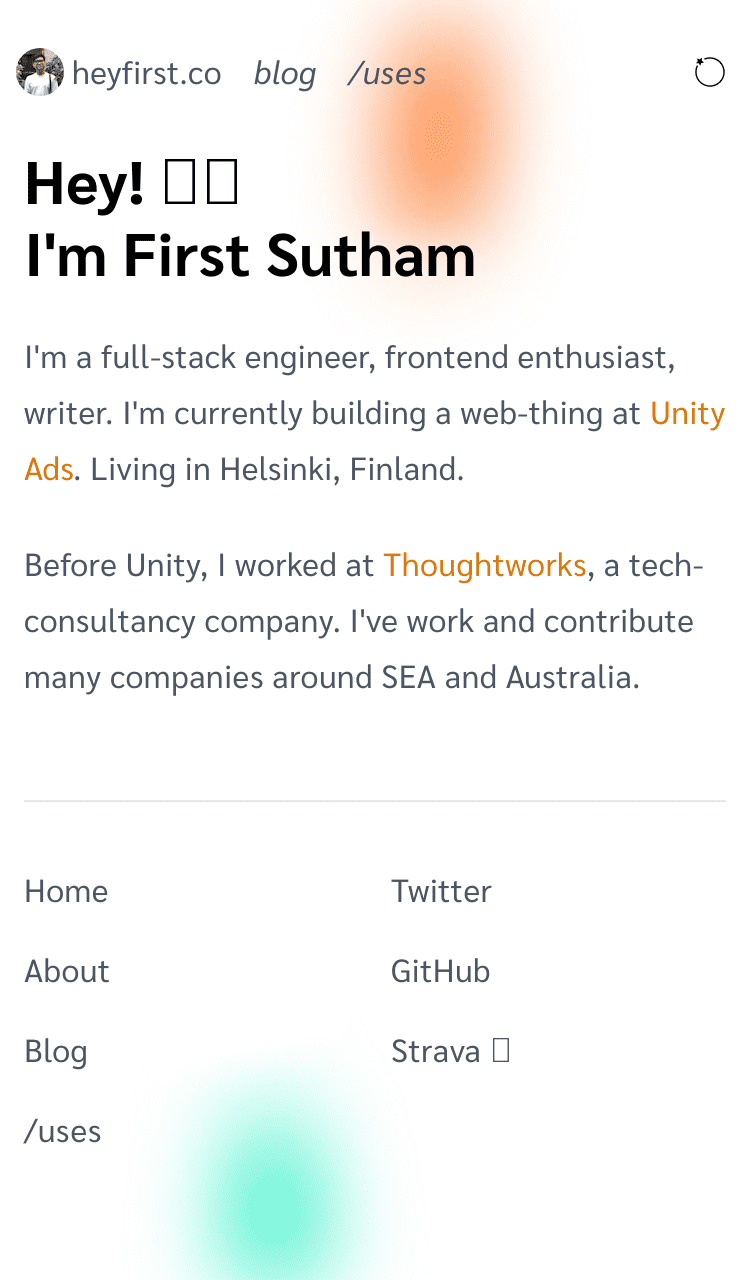 heyfirst.co blog /uses
Hey!
I'm First Sutham
I'm a full-stack engineer, frontend enthusiast,
writer. I'm currently building a web-thing at Unity
Ads. Living in Helsinki, Finland.
Before Unity, I worked at Thoughtworks, a tech-
consultancy company. I've work and contribute
many companies around SEA and Australia.
Home
Twitter
About
GitHub
Blog
Strava
/uses